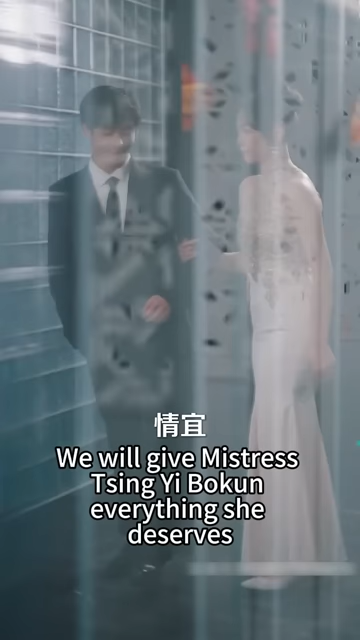 情宜
We will give Mistress
Tsing Yi Bokun
everything she
deserves